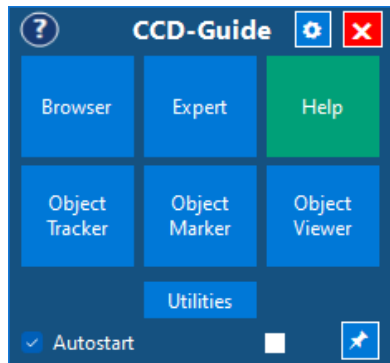 ? CCD-Guide
Browser Expert Help
Object Object Object
Tracker Marker Viewer
Utilities
Autostart